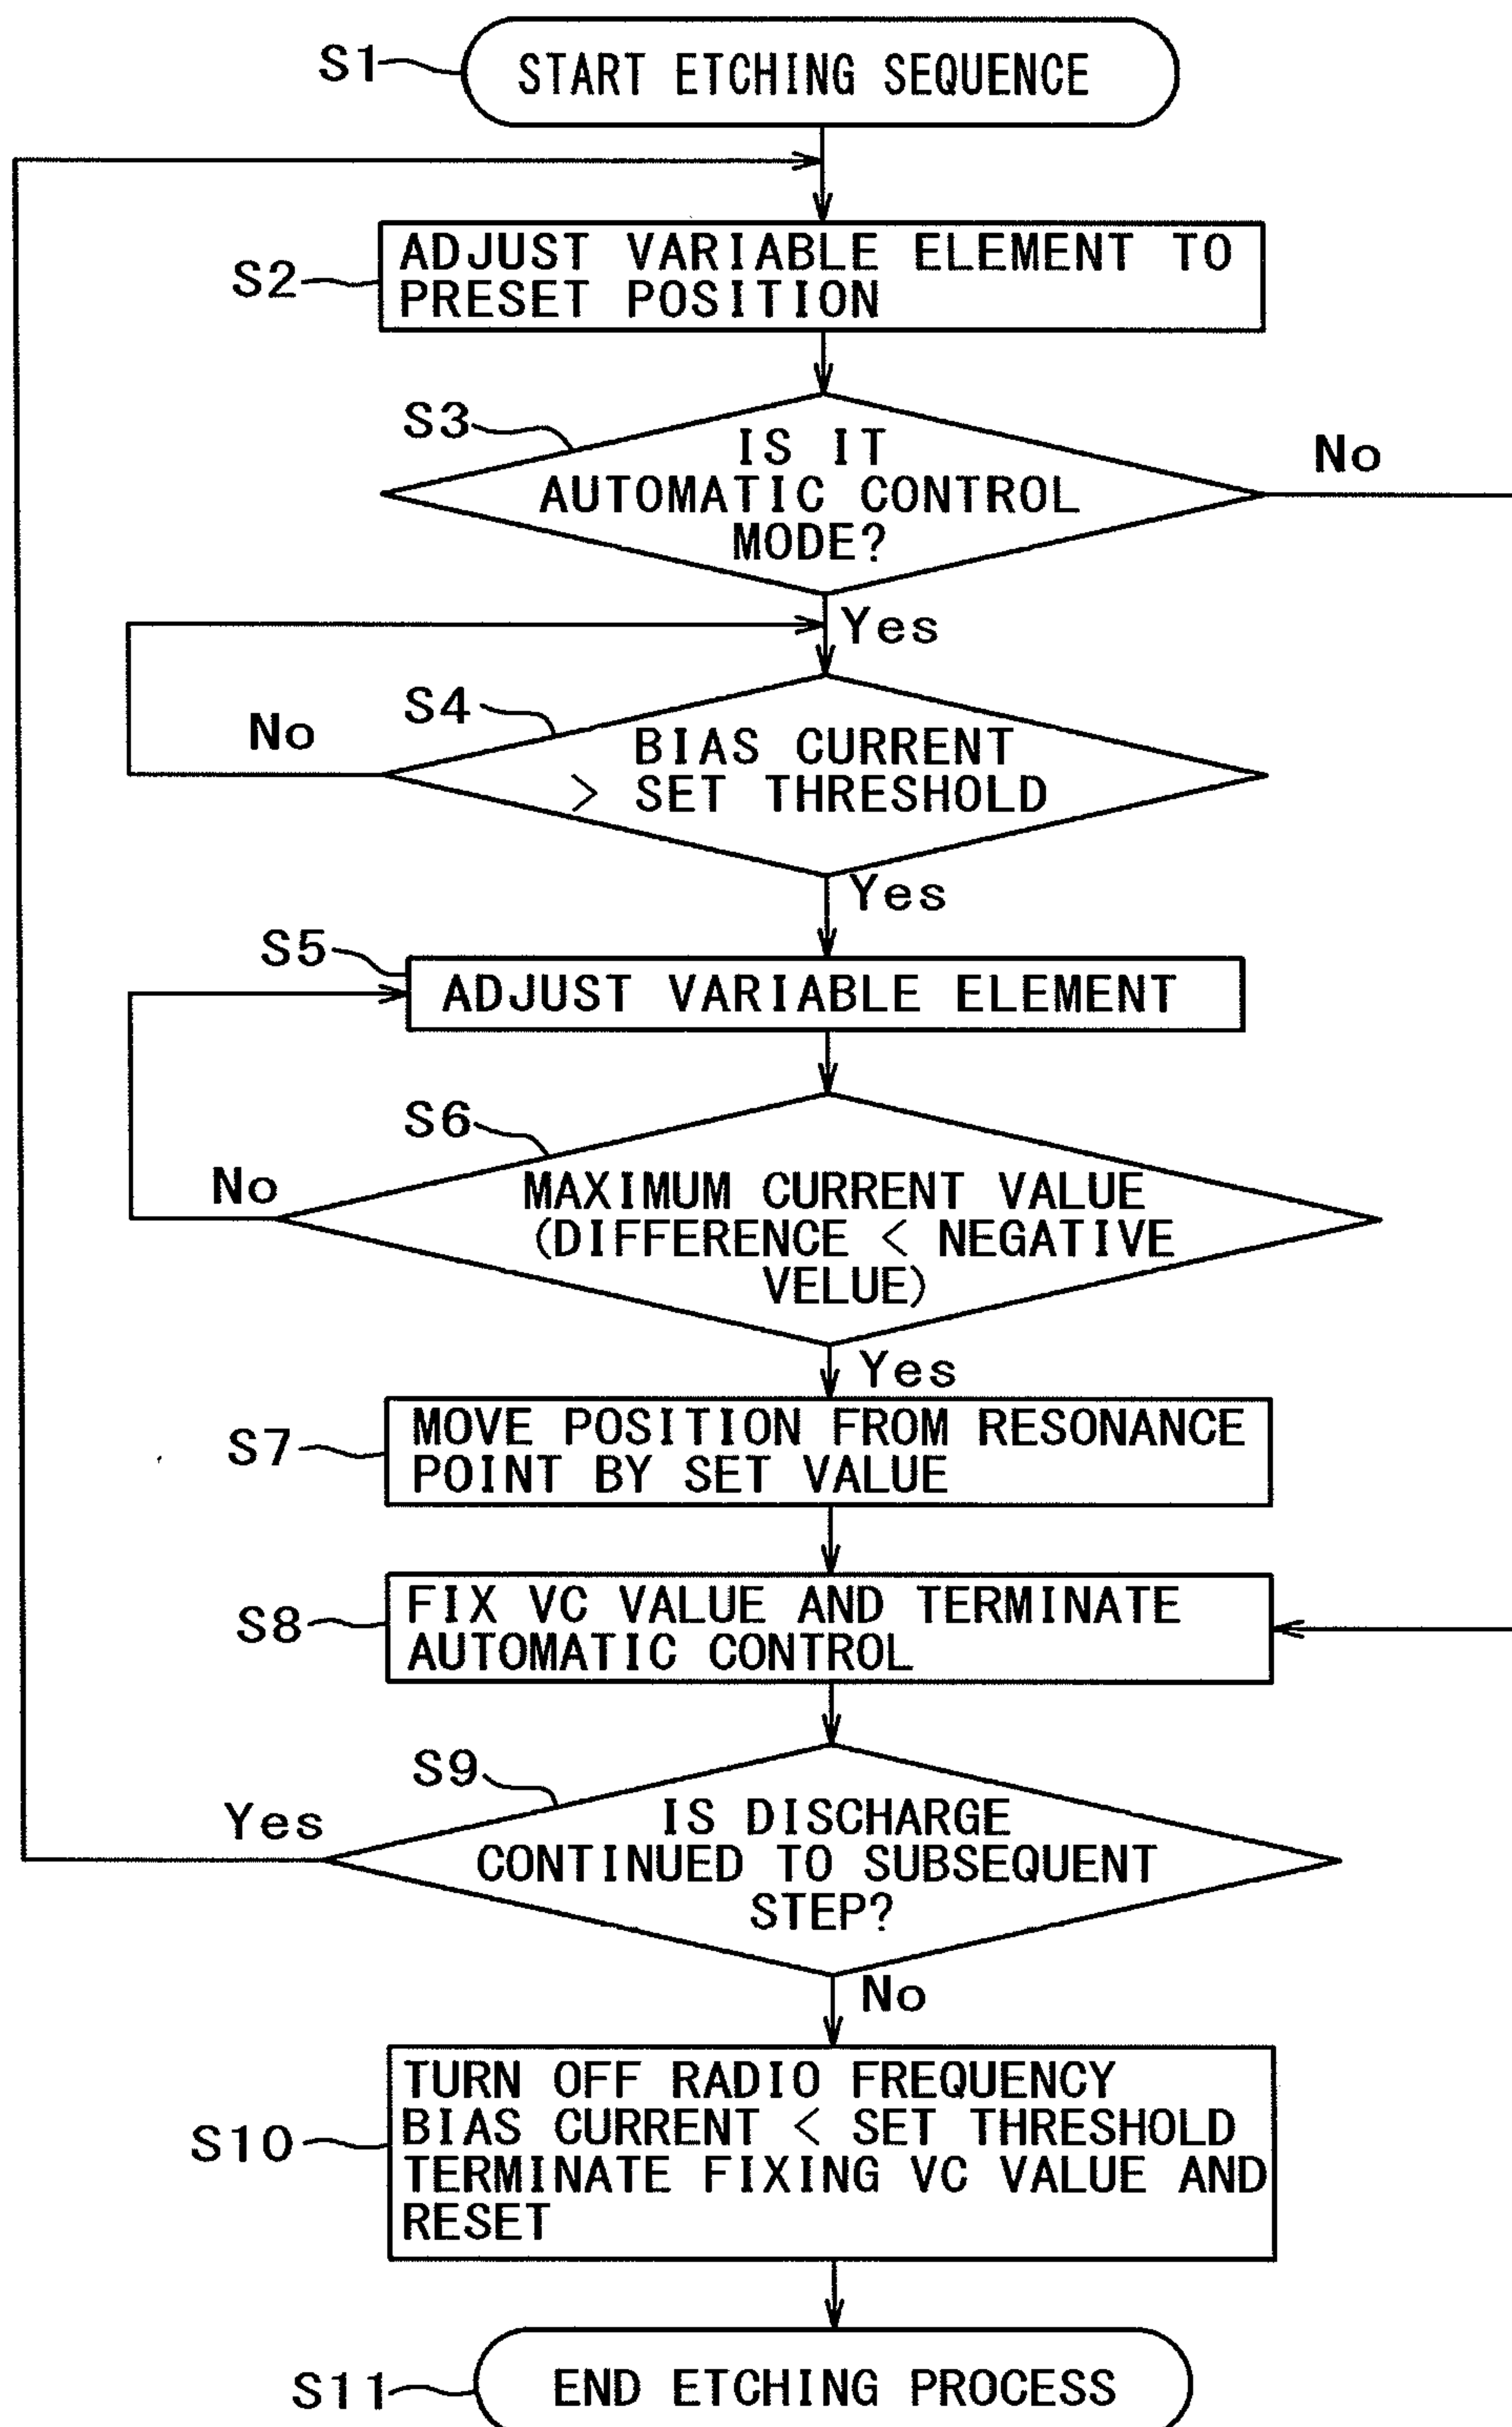 S1
START ETCHING SEQUENCE
S2
ADJUST VARIABLE ELEMENT TO
PRESET POSITION
S3
IS IT
AUTOMATIC CONTROL
MODE?
No
Yes
S4
BIAS CURRENT
> SET THRESHOLD
No
Yes
S5
ADJUST VARIABLE ELEMENT
S6
MAXIMUM CURRENT VALUE
(DIFFERENCE < NEGATIVE
VELUE)
No
Yes
S7
MOVE POSITION FROM RESONANCE
POINT BY SET VALUE
S8
FIX VC VALUE AND TERMINATE
AUTOMATIC CONTROL
S9
IS DISCHARGE
CONTINUED TO SUBSEQUENT
STEP?
Yes
No
S10
TURN OFF RADIO FREQUENCY
BIAS CURRENT < SET THRESHOLD
TERMINATE FIXING VC VALUE AND
RESET
S11
END ETCHING PROCESS